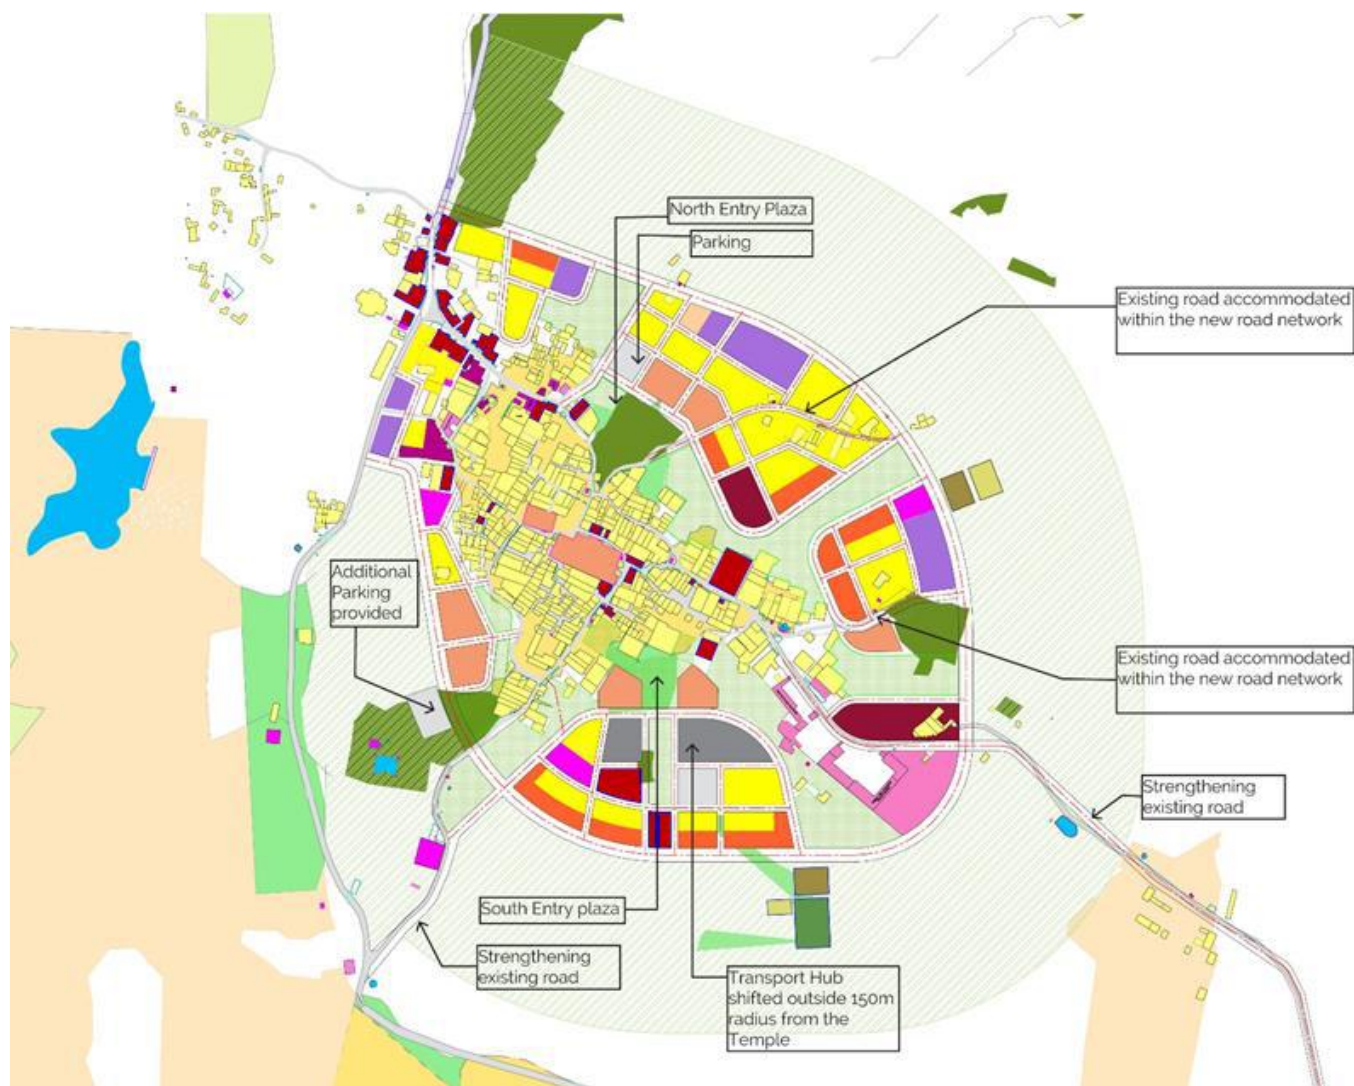 North Entry Plaza
Parking
Existing road accommodated
within the new road network
Additional
Parking
provided
Existing road accommodated
within the new road network
Strengthening
existing road
South Entry plaza
Strengthening
existing road
Transport Hub
shifted outside 150m
radius from the
Temple